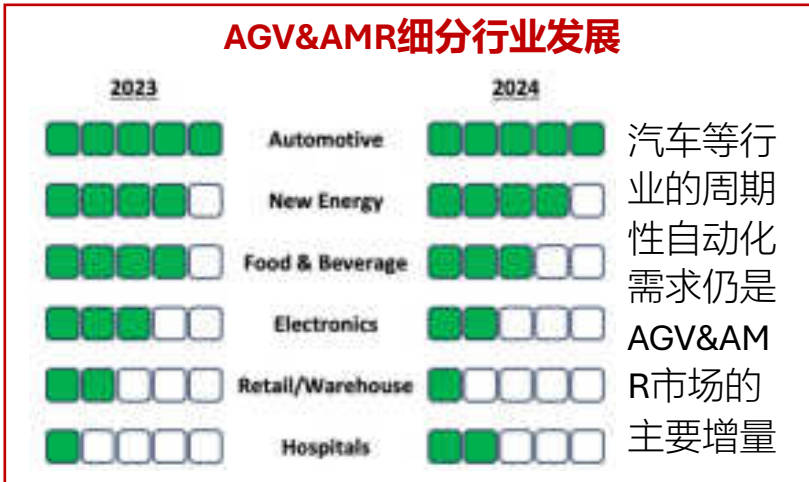 AGV&AMR细分行业发展
2023
2024
Automotive
New Energy
Food & Beverage
Electronics
Retail/Warehouse
Hospitals
汽车等行
业的周期
性自动化
需求仍是
AGV&AM
R市场的
主要增量